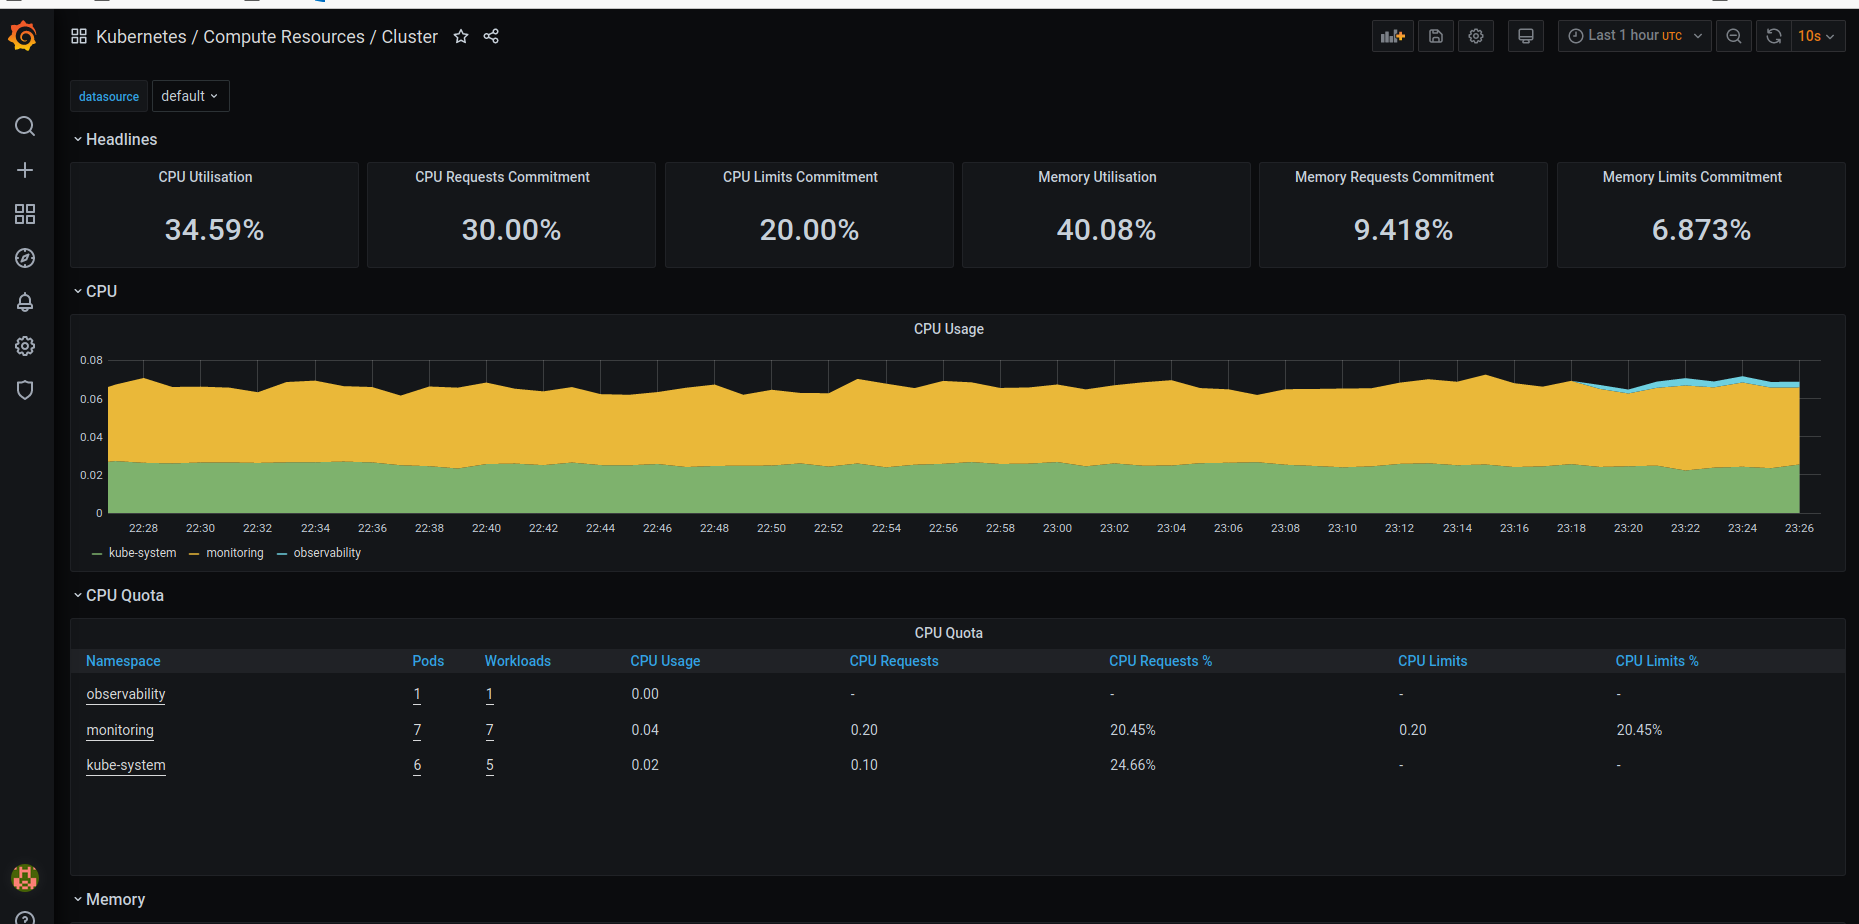 Kubernetes / Compute Resources / Cluster
Last 1 hour UTC
10s
datasource default
Headlines
CPU Utilisation CPU Requests Commitment CPU Limits Commitment Memory Utilisation Memory Requests Commitment Memory Limits Commitment
34.59% 30.00% 20.00% 40.08% 9.418% 6.873%
CPU
CPU Usage
0.08
0.06
0.04
0.02
0
22:28 22:30 22:32 22:34 22:36 22:38 22:40 22:42 22:44 22:46 22:48 22:50 22:52 22:54 22:56 22:58 23:00 23:02 23:04 23:06 23:08 23:10 23:12 23:14 23:16 23:18 23:20 23:22 23:24 23:26
kube-system monitoring observability
CPU Quota
CPU Quota
Namespace Pods Workloads CPU Usage CPU Requests CPU Requests % CPU Limits CPU Limits %
observability 1 1 0.00 - - - -
monitoring 7 7 0.04 0.20 20.45% 0.20 20.45%
kube-system 6 5 0.02 0.10 24.66% - -
Memory